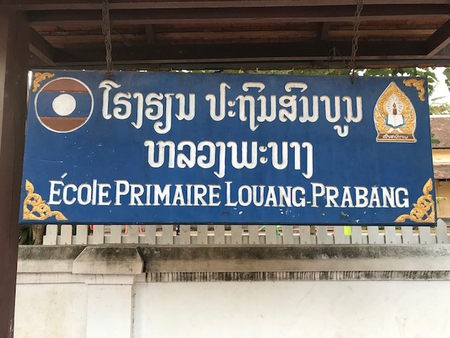 ໂຮງຮຽນ ປະຖົມສົມບູນ
ຫລວງພະບາງ
École Primaire Louang-Prabang